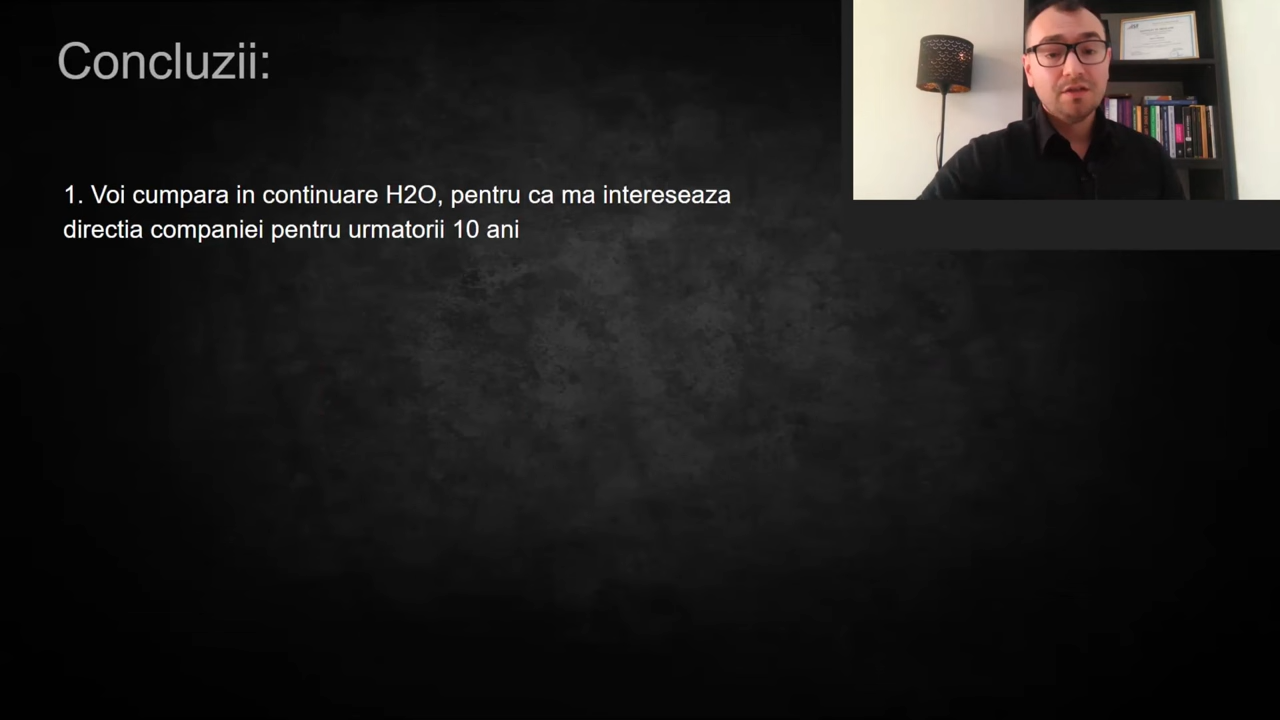 Concluzii:
1. Voi cumpara in continuare H2O, pentru ca ma intereseaza
directia companiei pentru urmatorii 10 ani